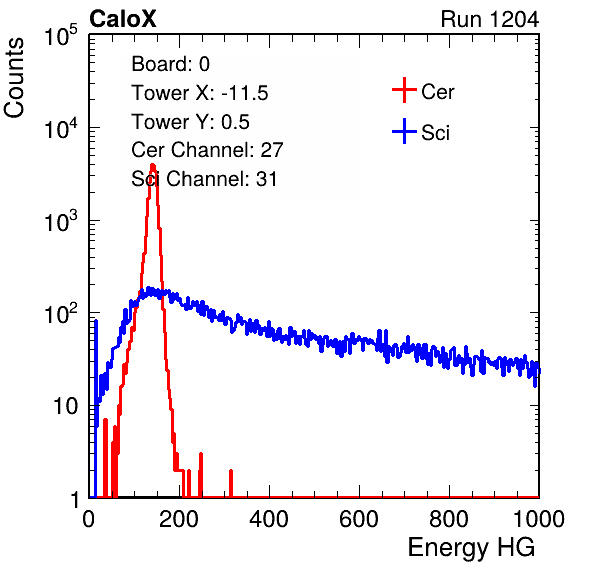 CaloX Run 1204
10^5
Counts
Board: 0
Tower X: -11.5
Tower Y: 0.5
Cer Channel: 27
Sci Channel: 31
Cer
Sci
10^4
10^3
10^2
10
1
0 200 400 600 800 1000
Energy HG